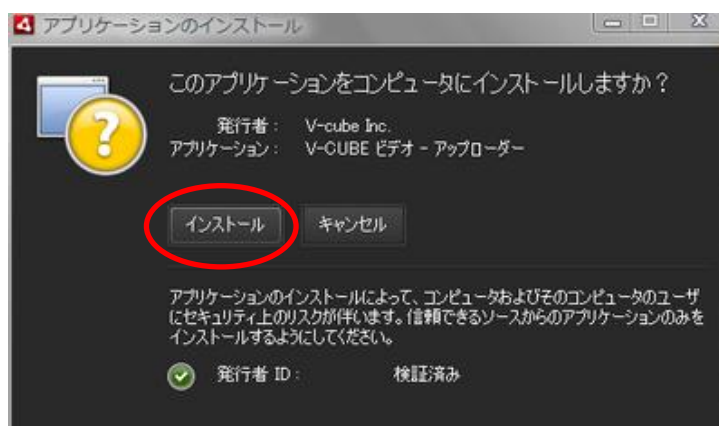 アプリケーションのインストール
このアプリケーションをコンピュータにインストールしますか？
発行者： V-cube Inc.
アプリケーション： V-CUBE ビデオ - アップローダー
インストール キャンセル
アプリケーションのインストールによって、コンピュータおよびそのコンピュータのユーザ
にセキュリティ上のリスクが伴います。信頼できるソースからのアプリケーションのみを
インストールするようにしてください。
発行者 ID： 検証済み